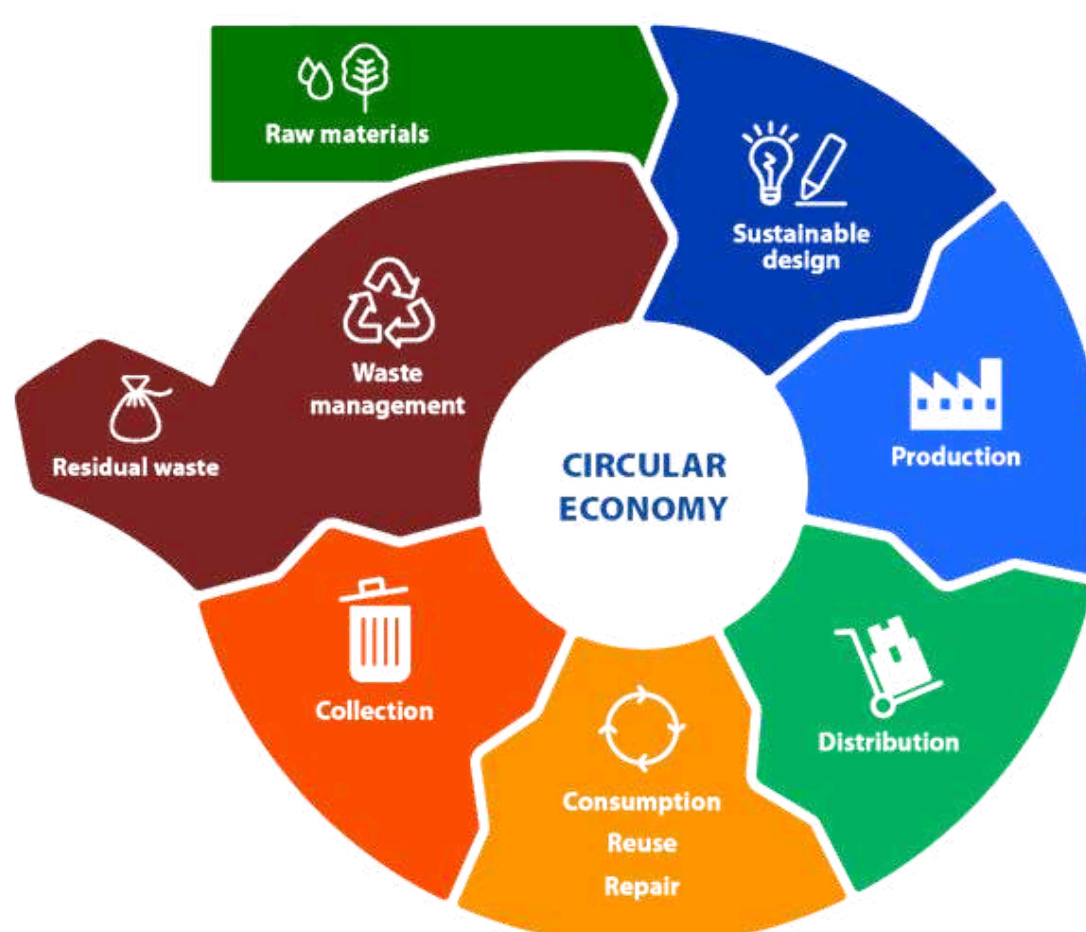 Raw materials
Sustainable
design
Production
Distribution
Consumption
Reuse
Repair
Collection
Waste
management
Residual waste
CIRCULAR
ECONOMY